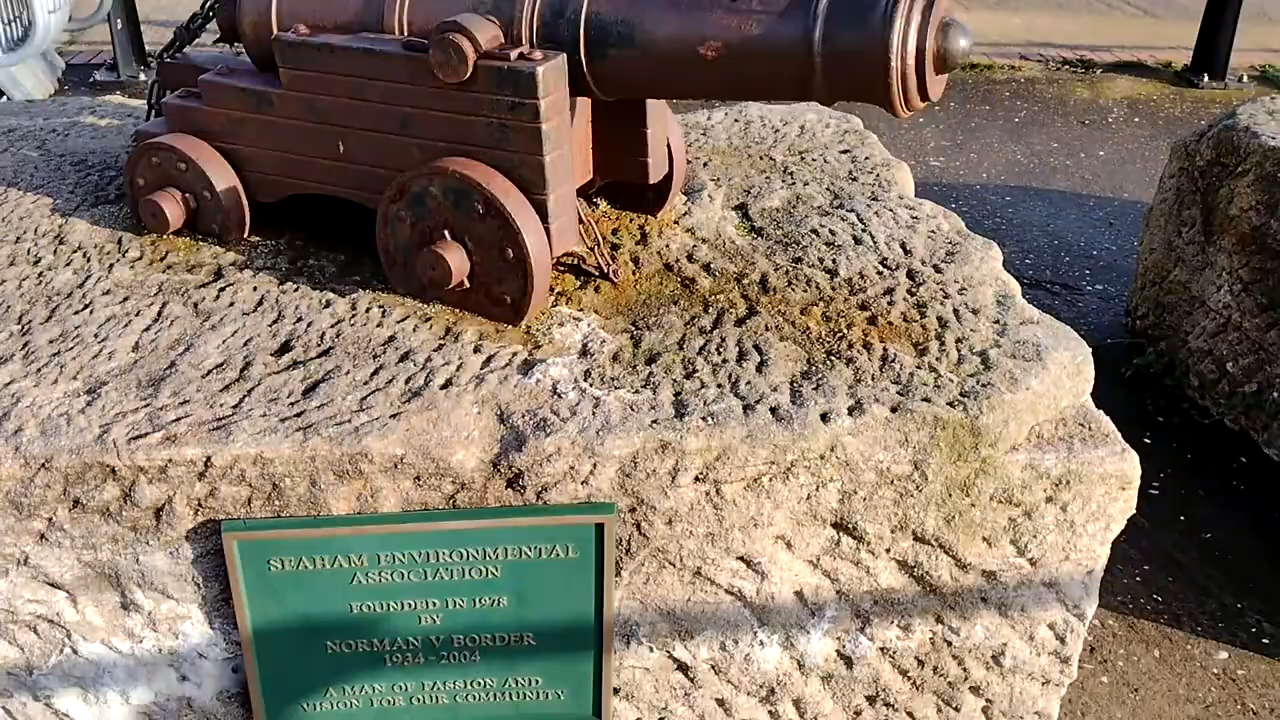 SEAHAM ENVIRONMENTAL
ASSOCIATION
FOUNDED IN 1978
BY
NORMAN V BORDER
1934-2004
A MAN OF PASSION AND
VISION FOR OUR COMMUNITY